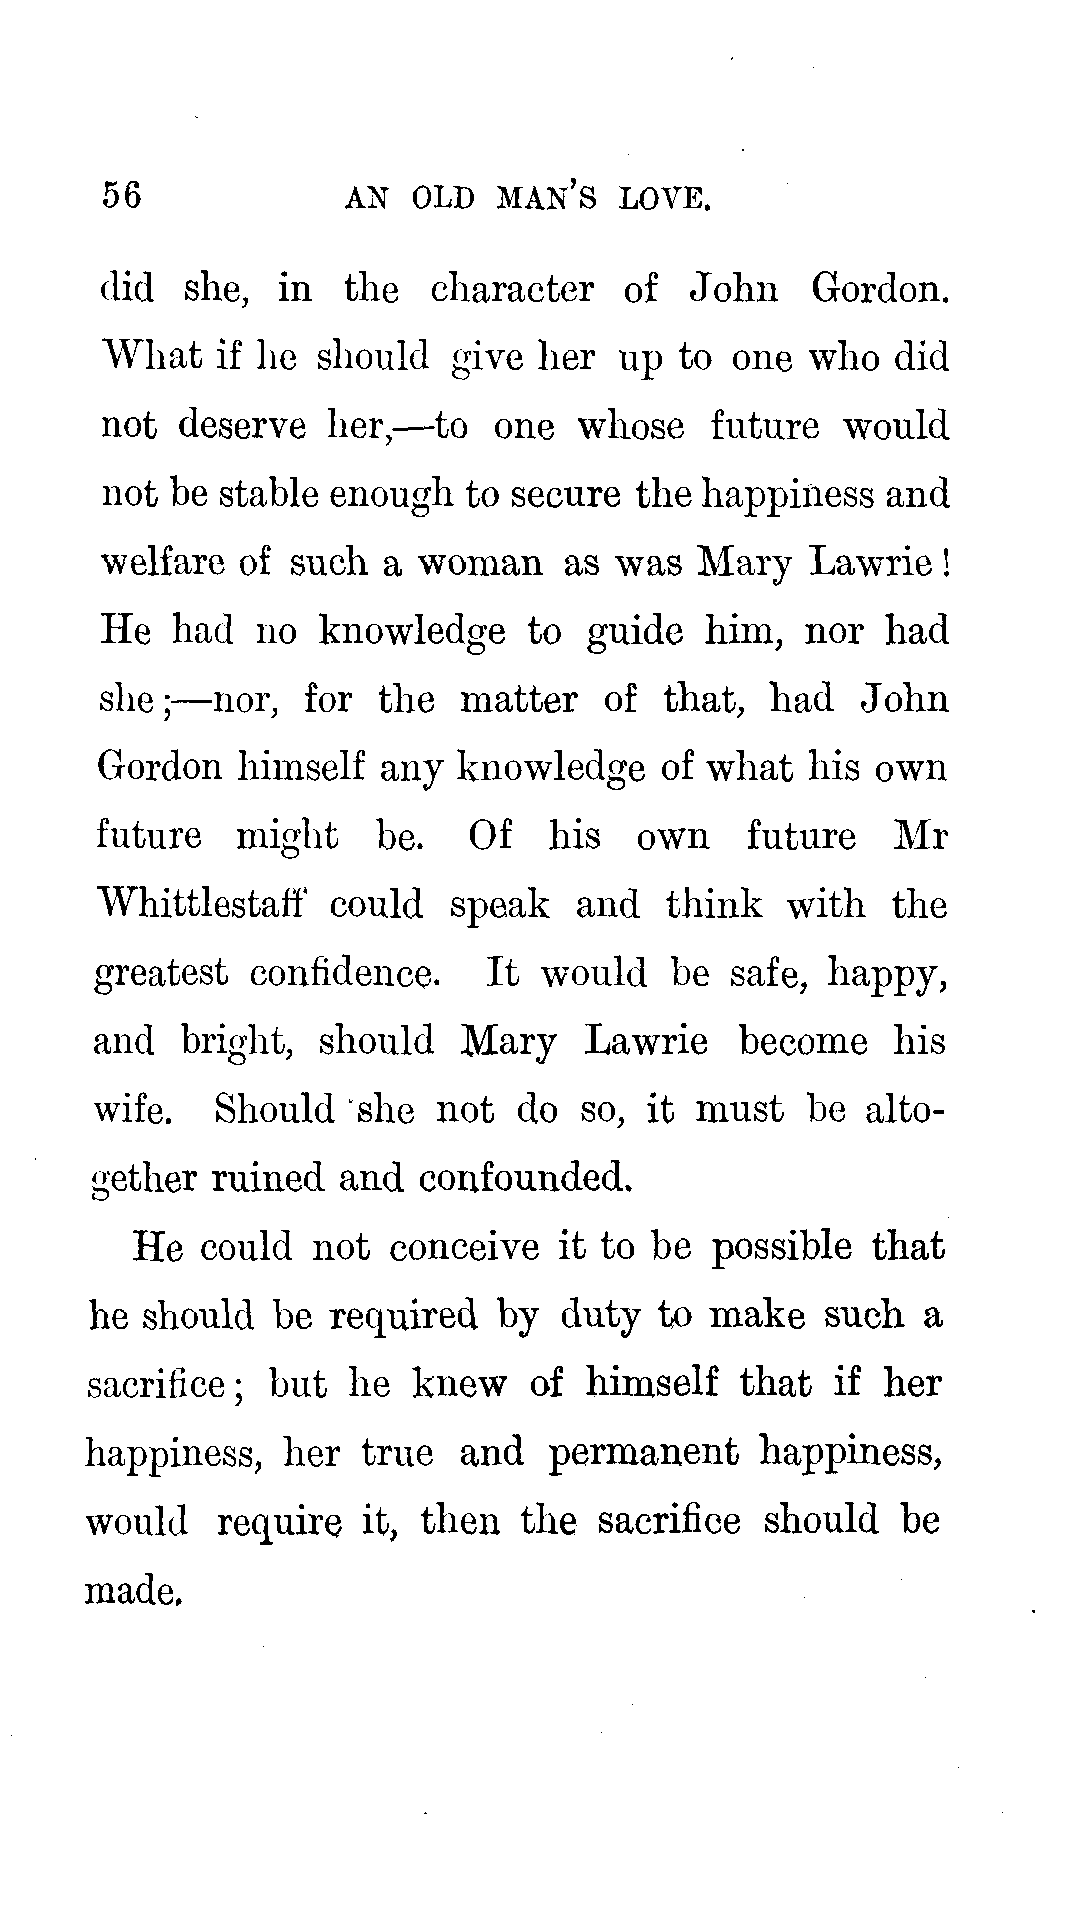 56 AN OLD MAN'S LOVE.
did she, in the character of John Gordon.
What if he should give her up to one who did
not deserve her,—to one whose future would
not be stable enough to secure the happiness and
welfare of such a woman as was Mary Lawrie!
He had no knowledge to guide him, nor had
she;—nor, for the matter of that, had John
Gordon himself any knowledge of what his own
future might be. Of his own future Mr
Whittlestaff could speak and think with the
greatest confidence. It would be safe, happy,
and bright, should Mary Lawrie become his
wife. Should she not do so, it must be alto-
gether ruined and confounded.
He could not conceive it to be possible that
he should be required by duty to make such a
sacrifice; but he knew of himself that if her
happiness, her true and permanent happiness,
would require it, then the sacrifice should be
made.